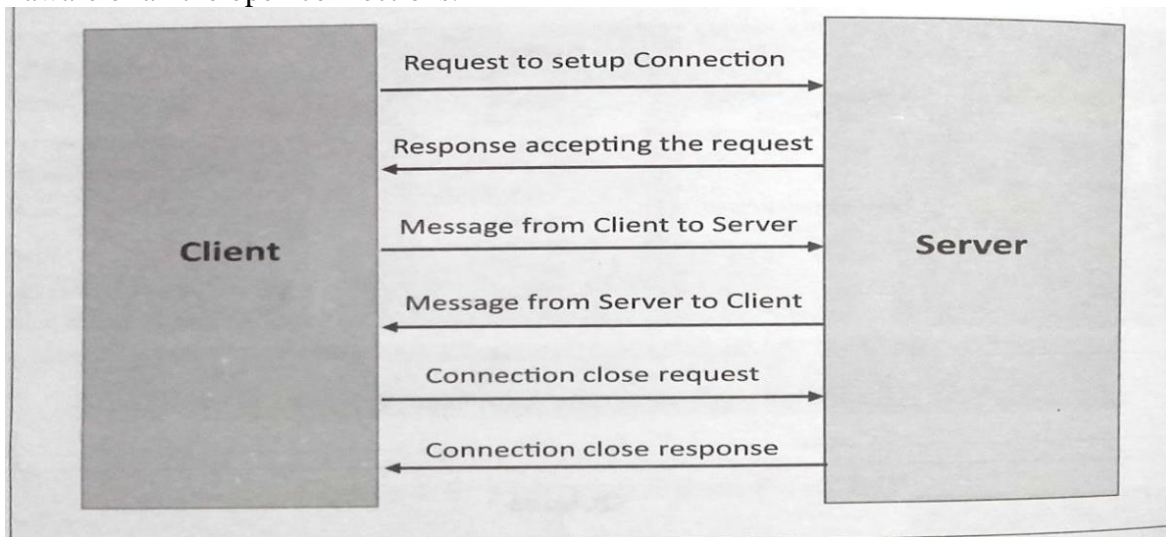 Request to setup Connection
Response accepting the request
Message from Client to Server
Client
Server
Message from Server to Client
Connection close request
Connection close response